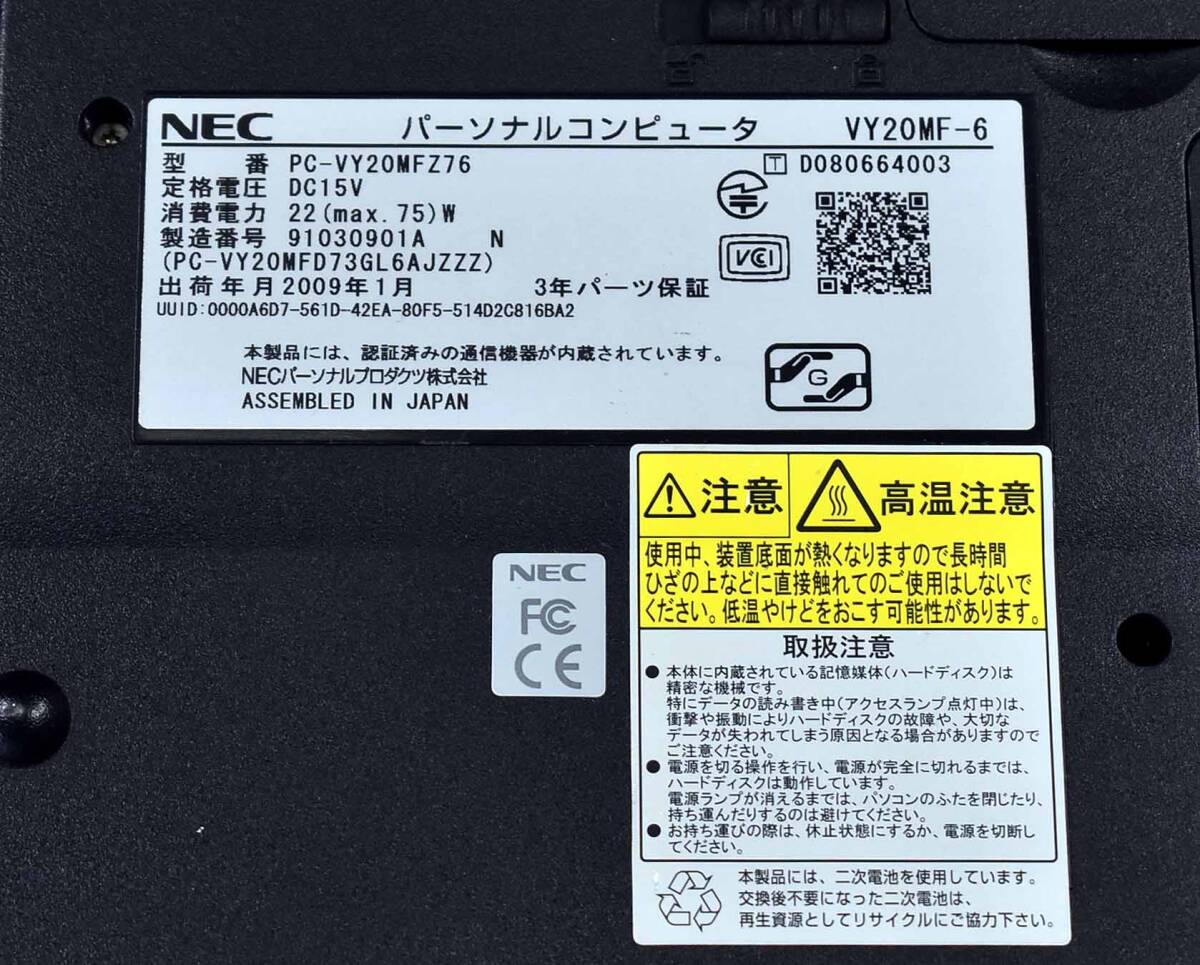 NEC パーソナルコンピュータ VY20MF-6
型 番 PC-VY20MFZ76
T D080664003
定格電圧 DC15V
消費電力 22(max.75)W
製造番号 91030901A N
(PC-VY20MFD73GL6AJZZZ)
VCI
出荷年月2009年1月 3年パーツ保証
UUID:0000A6D7-561D-42EA-80F5-514D2C816BA2
本製品には、認証済みの通信機器が内蔵されています。
NECパーソナルプロダクツ株式会社
ASSEMBLED IN JAPAN
G
NEC
FC
CE
注意 高温注意
使用中、装置底面が熱くなりますので長時間
ひざの上などに直接触れてのご使用はしないで
ください。低温やけどをおこす可能性があります。
取扱注意
● 本体に内蔵されている記憶媒体(ハードディスク)は
精密な機械です。
特にデータの読み書き中(アクセスランプ点灯中)は、
衝撃や振動によりハードディスクの故障や、大切な
データが失われてしまう原因となる場合がありますので
ご注意ください。
● 電源を切る操作を行い、電源が完全に切れるまでは、
ハードディスクは動作しています。
電源ランプが消えるまでは、パソコンのふたを閉じたり、
持ち運んだりするのは避けてください。
● お持ち運びの際は、休止状態にするか、電源を切断し
てください。
本製品には、二次電池を使用しています。
交換後不要になった二次電池は、
再生資源としてリサイクルにご協力下さい。